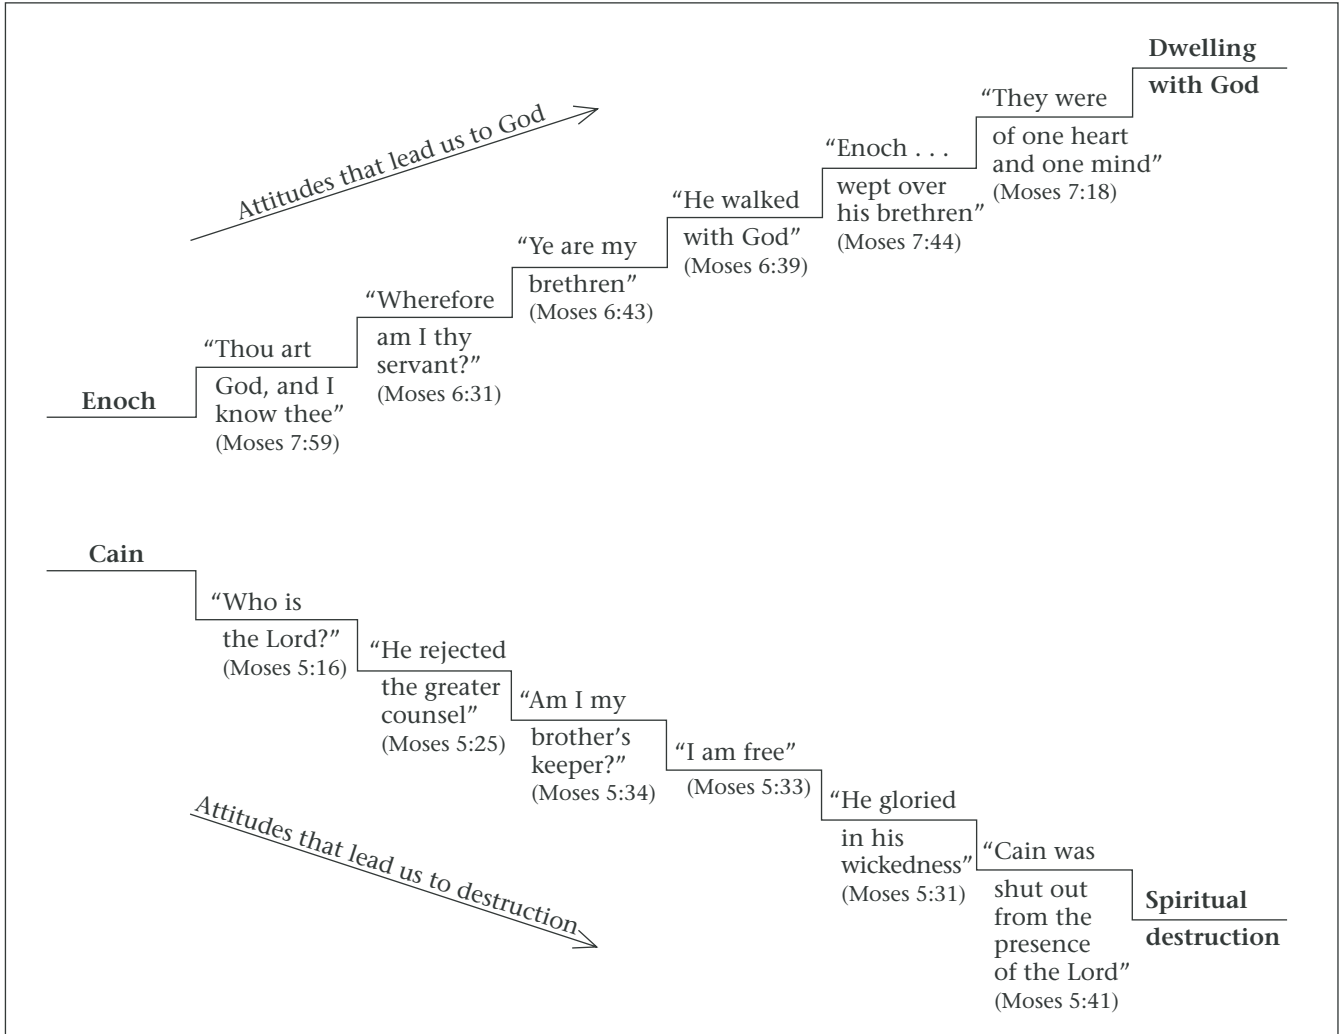 Attitudes that lead us to God
Enoch
“Thou art
God, and I
know thee”
(Moses 7:59)
“Wherefore
am I thy
servant?”
(Moses 6:31)
“Ye are my
brethren”
(Moses 6:43)
“He walked
with God”
(Moses 6:39)
“Enoch . . .
wept over
his brethren”
(Moses 7:44)
“They were
of one heart
and one mind”
(Moses 7:18)
Dwelling
with God
Cain
“Who is
the Lord?”
(Moses 5:16)
“He rejected
the greater
counsel”
(Moses 5:25)
“Am I my
brother’s
keeper?”
(Moses 5:34)
“I am free”
(Moses 5:33)
“He gloried
in his
wickedness”
(Moses 5:31)
“Cain was
shut out
from the
presence
of the Lord”
(Moses 5:41)
Spiritual
destruction
Attitudes that lead us to destruction